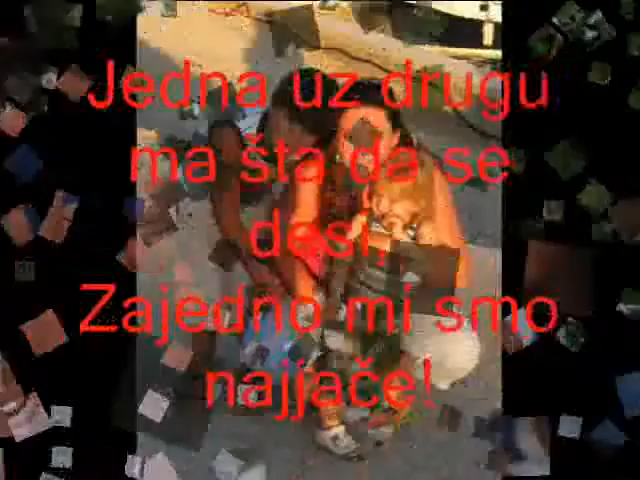 Jedna uz drugu
ma šta da se
desi,
Zajedno mi smo
najjače!